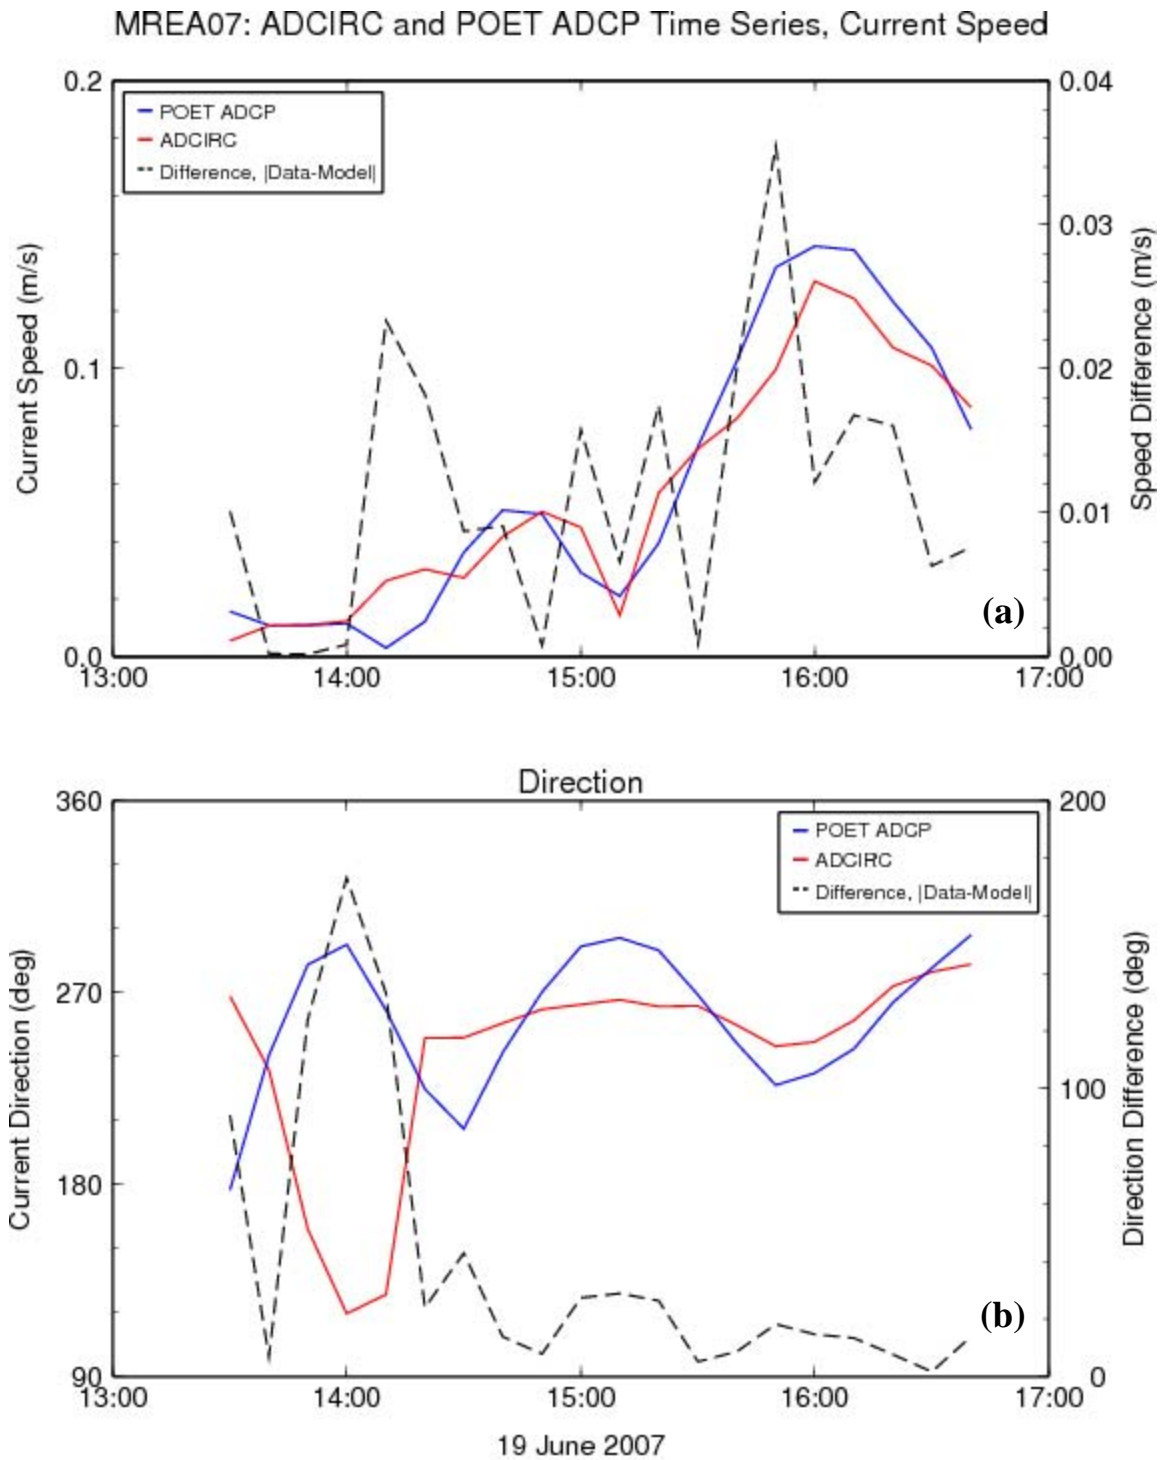 MREA07: ADCIRC and POET ADCP Time Series, Current Speed
0.2
0.04
POET ADCP
ADCIRC
Difference, |Data-Model|
0.03
Current Speed (m/s)
Speed Difference (m/s)
0.1
0.02
0.01
(a)
0.0
0.00
13:00
14:00
15:00
16:00
17:00
Direction
360
200
POET ADCP
ADCIRC
Difference, |Data-Model|
270
Current Direction (deg)
Direction Difference (deg)
100
180
(b)
90
0
13:00
14:00
15:00
16:00
17:00
19 June 2007